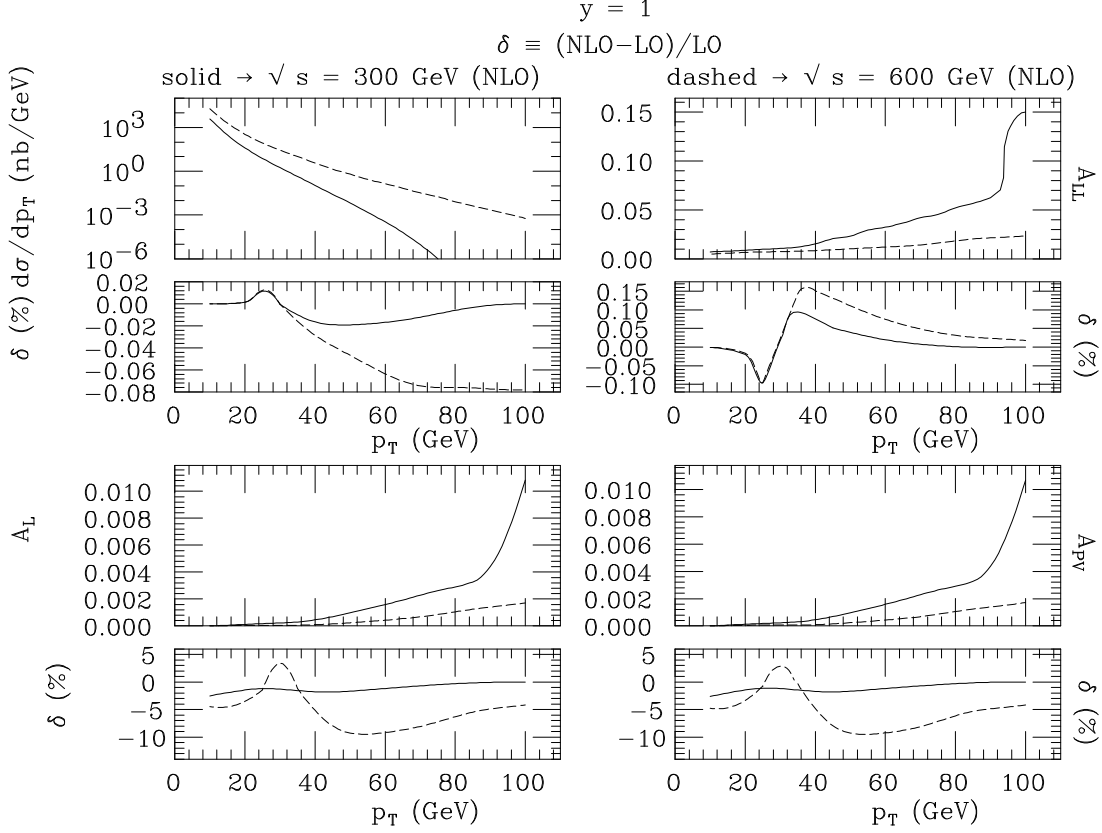 y = 1
δ ≡ (NLO−LO)/LO
solid → √ s = 300 GeV (NLO)
dashed → √ s = 600 GeV (NLO)
dσ/dp_T (nb/GeV)
10^3
10^0
10^−3
10^−6
0.15
0.10
0.05
0.00
A_LL
δ (%)
0.02
0.00
−0.02
−0.04
−0.06
−0.08
0 20 40 60 80 100
p_T (GeV)
0.15
0.10
0.05
0.00
−0.05
−0.10
δ (%)
0 20 40 60 80 100
p_T (GeV)
A_L
0.010
0.008
0.006
0.004
0.002
0.000
0.010
0.008
0.006
0.004
0.002
0.000
A_PV
δ (%)
5
0
−5
−10
0 20 40 60 80 100
p_T (GeV)
5
0
−5
−10
δ (%)
0 20 40 60 80 100
p_T (GeV)